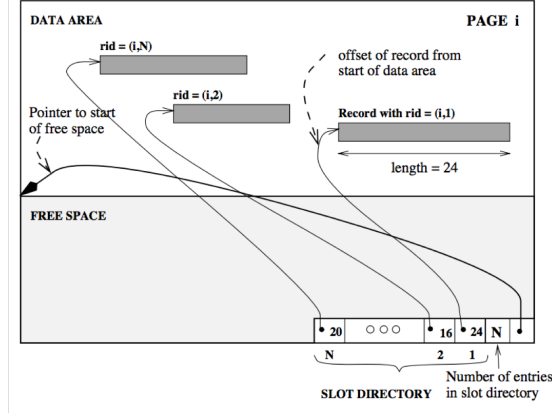 DATA AREA
PAGE i
rid = (i,N)
offset of record from
start of data area
rid = (i,2)
Pointer to start
of free space
Record with rid = (i,1)
length = 24
FREE SPACE
20
16
24
N
N
2
1
Number of entries
in slot directory
SLOT DIRECTORY